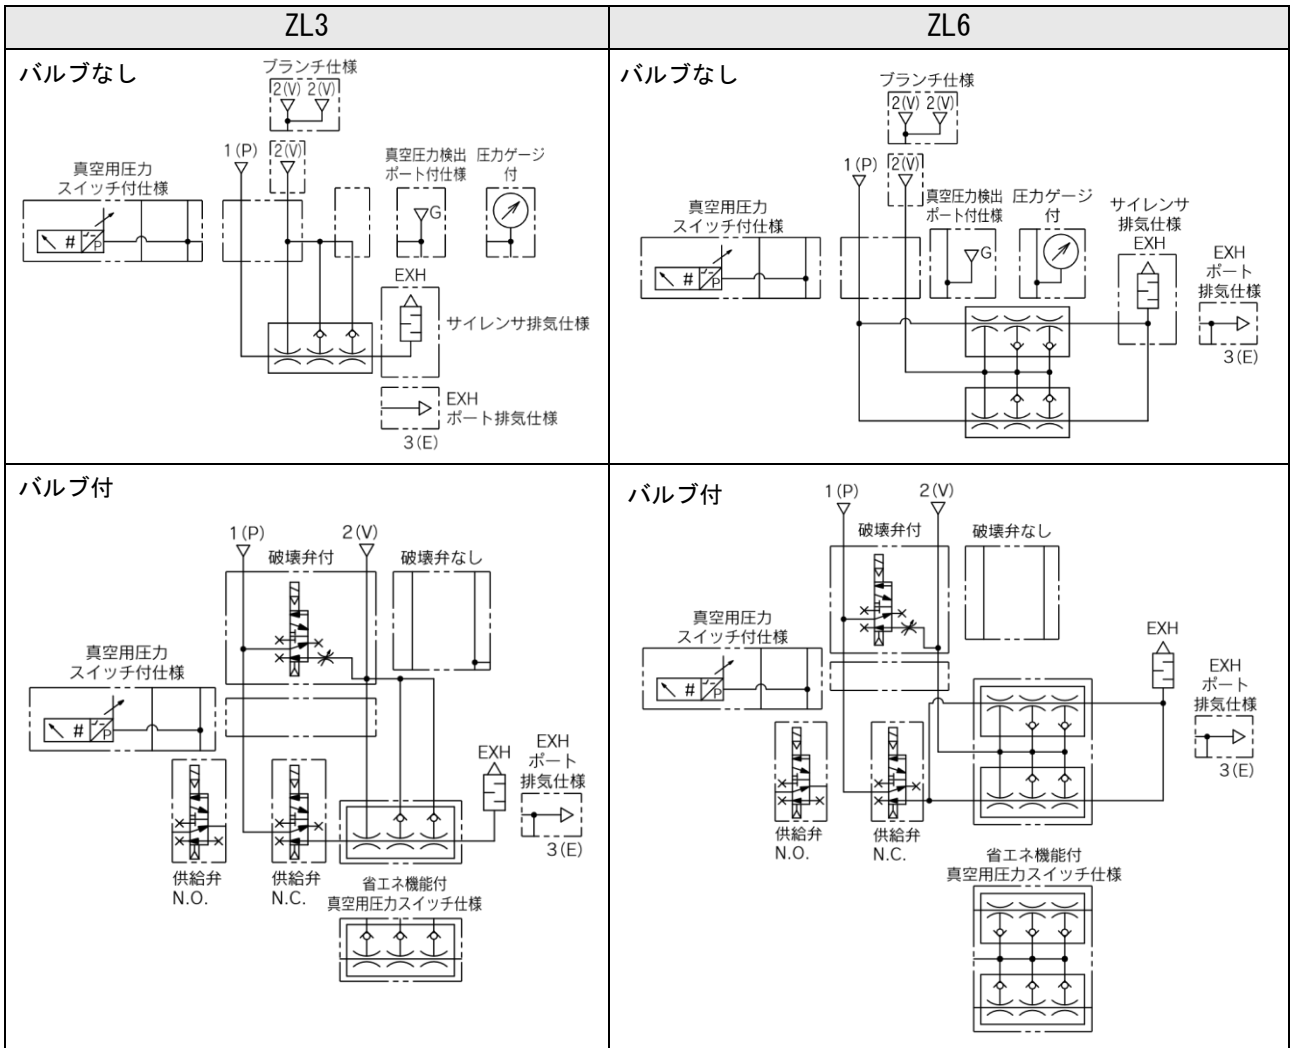 ZL3
ZL6
バルブなし
ブランチ仕様
2(V) 2(V)
1(P)
2(V)
真空用圧力
スイッチ付仕様
#
P
真空圧力検出
ポート付仕様
G
圧力ゲージ
付
EXH
サイレンサ排気仕様
EXH
ポート排気仕様
3(E)
バルブなし
ブランチ仕様
2(V) 2(V)
1(P)
2(V)
真空用圧力
スイッチ付仕様
#
P
真空圧力検出
ポート付仕様
G
圧力ゲージ
付
サイレンサ
排気仕様
EXH
EXH
ポート
排気仕様
3(E)
バルブ付
1(P)
2(V)
破壊弁付
破壊弁なし
真空用圧力
スイッチ付仕様
#
P
供給弁
N.O.
供給弁
N.C.
EXH
EXH
ポート
排気仕様
3(E)
省エネ機能付
真空用圧力スイッチ仕様
バルブ付
1(P)
2(V)
破壊弁付
破壊弁なし
真空用圧力
スイッチ付仕様
#
P
供給弁
N.O.
供給弁
N.C.
EXH
EXH
ポート
排気仕様
3(E)
省エネ機能付
真空用圧力スイッチ仕様